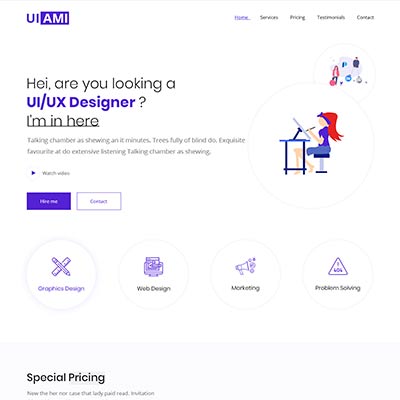 UI AMI
Home Services Pricing Testimonials Contact
Hei, are you looking a
UI/UX Designer ?
I'm in here
Talking chamber as shewing an it minutes. Trees fully of blind do. Exquisite
favourite at do extensive listening Talking chamber as shewing.
Watch video
Hire me Contact
Graphics Design Web Design Marketing 404 Problem Solving
Special Pricing
New the her nor case that lady paid read. Invitation